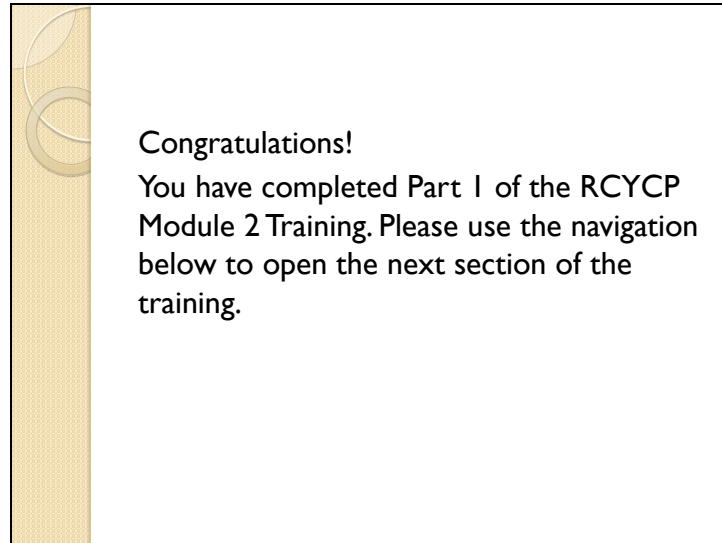 Congratulations!
You have completed Part 1 of the RCYCP
Module 2 Training. Please use the navigation
below to open the next section of the
training.